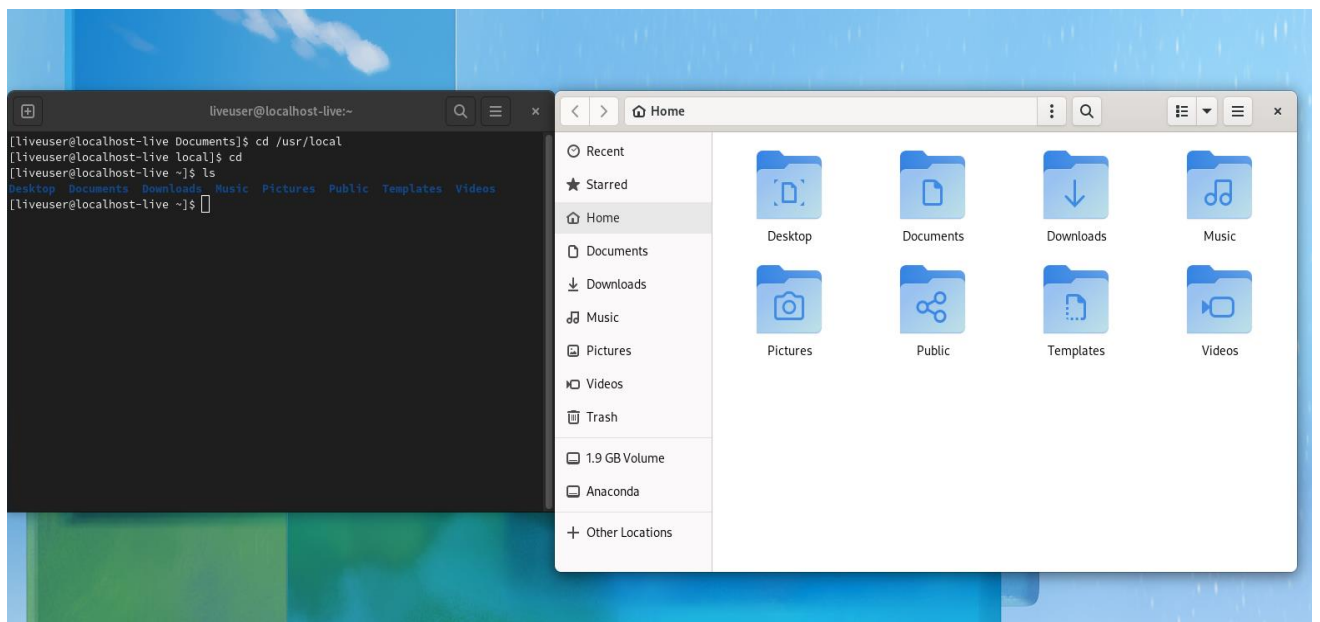 liveuser@localhost-live:~
[liveuser@localhost-live Documents]$ cd /usr/local
[liveuser@localhost-live local]$ cd
[liveuser@localhost-live ~]$ ls
Desktop Documents Downloads Music Pictures Public Templates Videos
[liveuser@localhost-live ~]$
Home
Recent
Starred
Home
Documents
Downloads
Music
Pictures
Videos
Trash
1.9 GB Volume
Anaconda
Other Locations
Desktop Documents Downloads Music
Pictures Public Templates Videos